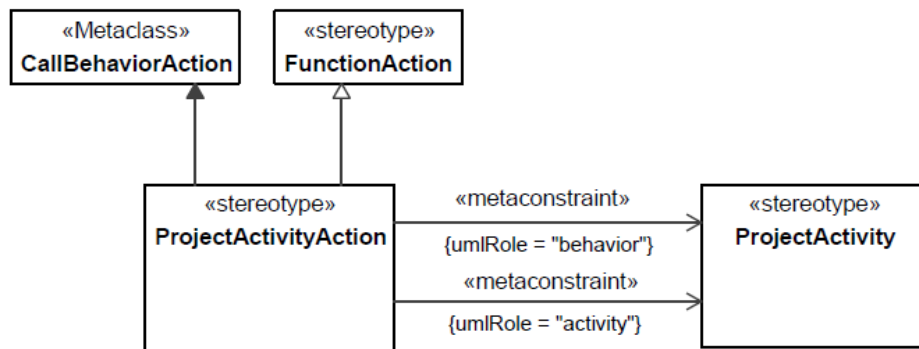 «Metaclass»
CallBehaviorAction
«stereotype»
FunctionAction
«stereotype»
ProjectActivityAction
«metaconstraint»
{umlRole = "behavior"}
«metaconstraint»
{umlRole = "activity"}
«stereotype»
ProjectActivity